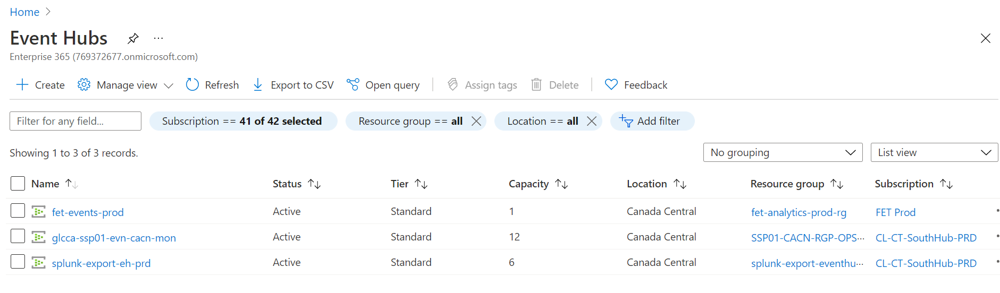 Home
Event Hubs
Enterprise 365 (769372677.onmicrosoft.com)
Create Manage view Refresh Export to CSV Open query Assign tags Delete Feedback
Filter for any field... Subscription == 41 of 42 selected Resource group == all Location == all Add filter
Showing 1 to 3 of 3 records. No grouping List view
Name Status Tier Capacity Location Resource group Subscription
fet-events-prod Active Standard 1 Canada Central fet-analytics-prod-rg FET Prod
glcca-ssp01-evn-cacn-mon Active Standard 12 Canada Central SSP01-CACN-RGP-OPS··· CL-CT-SouthHub-PRD
splunk-export-eh-prd Active Standard 6 Canada Central splunk-export-eventhu··· CL-CT-SouthHub-PRD